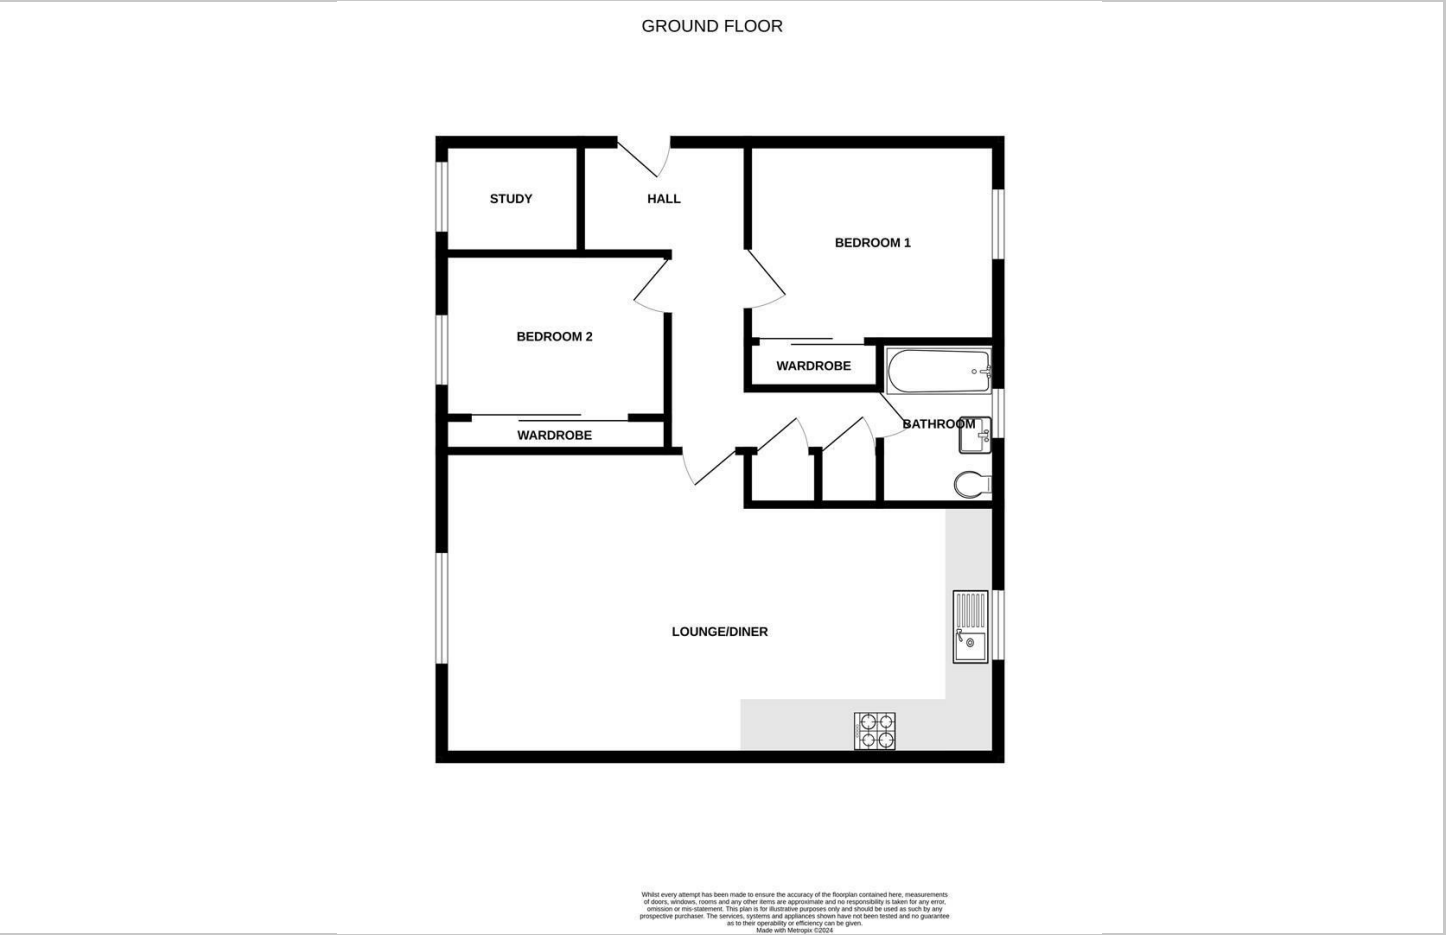 GROUND FLOOR
STUDY
HALL
BEDROOM 1
BEDROOM 2
WARDROBE
WARDROBE
BATHROOM
LOUNGE/DINER
Whilst every attempt has been made to ensure the accuracy of the floorplan contained here, measurements
of doors, windows, rooms and any other items are approximate and no responsibility is taken for any error,
omission or mis-statement. This plan is for illustrative purposes only and should be used as such by any
prospective purchaser. The services, systems and appliances shown have not been tested and no guarantee
as to their operability or efficiency can be given.
Made with Metropix ©2024